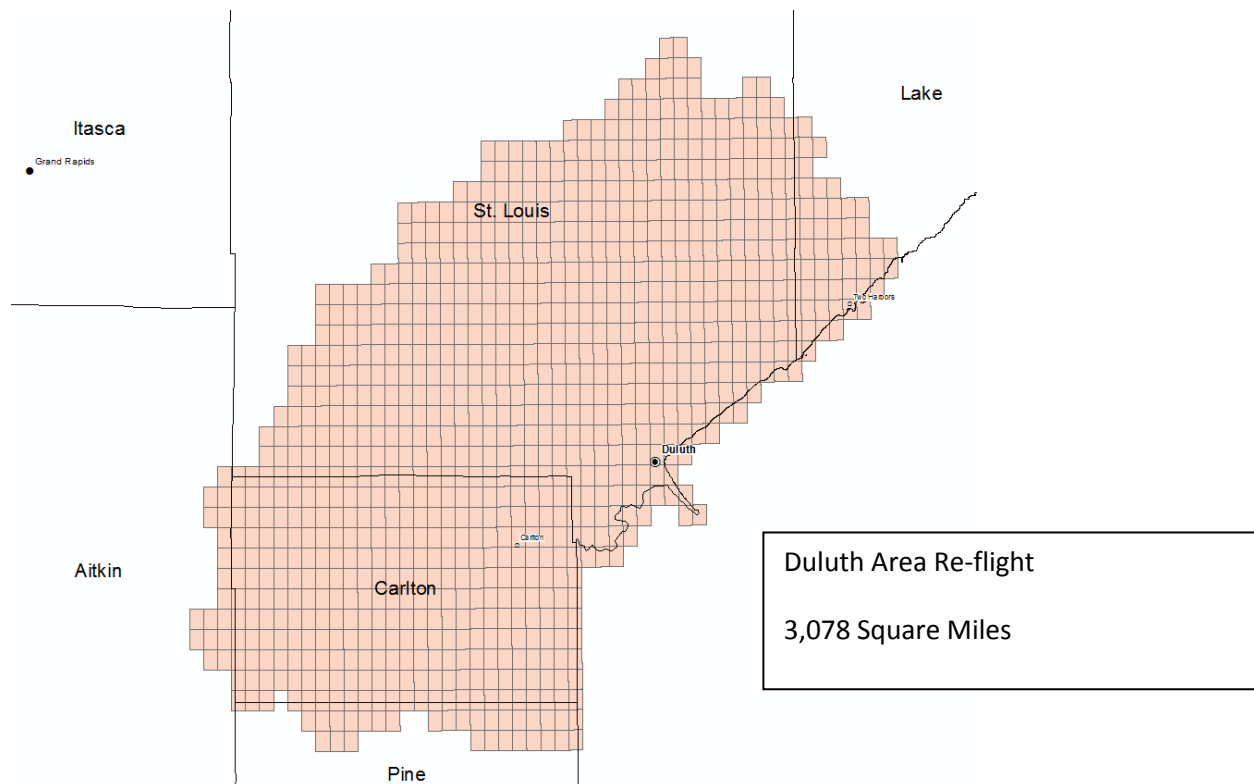 Lake
Itasca
Grand Rapids
St. Louis
Two Harbors
Duluth
Carlton
Aitkin
Carlton
Duluth Area Re-flight
3,078 Square Miles
Pine